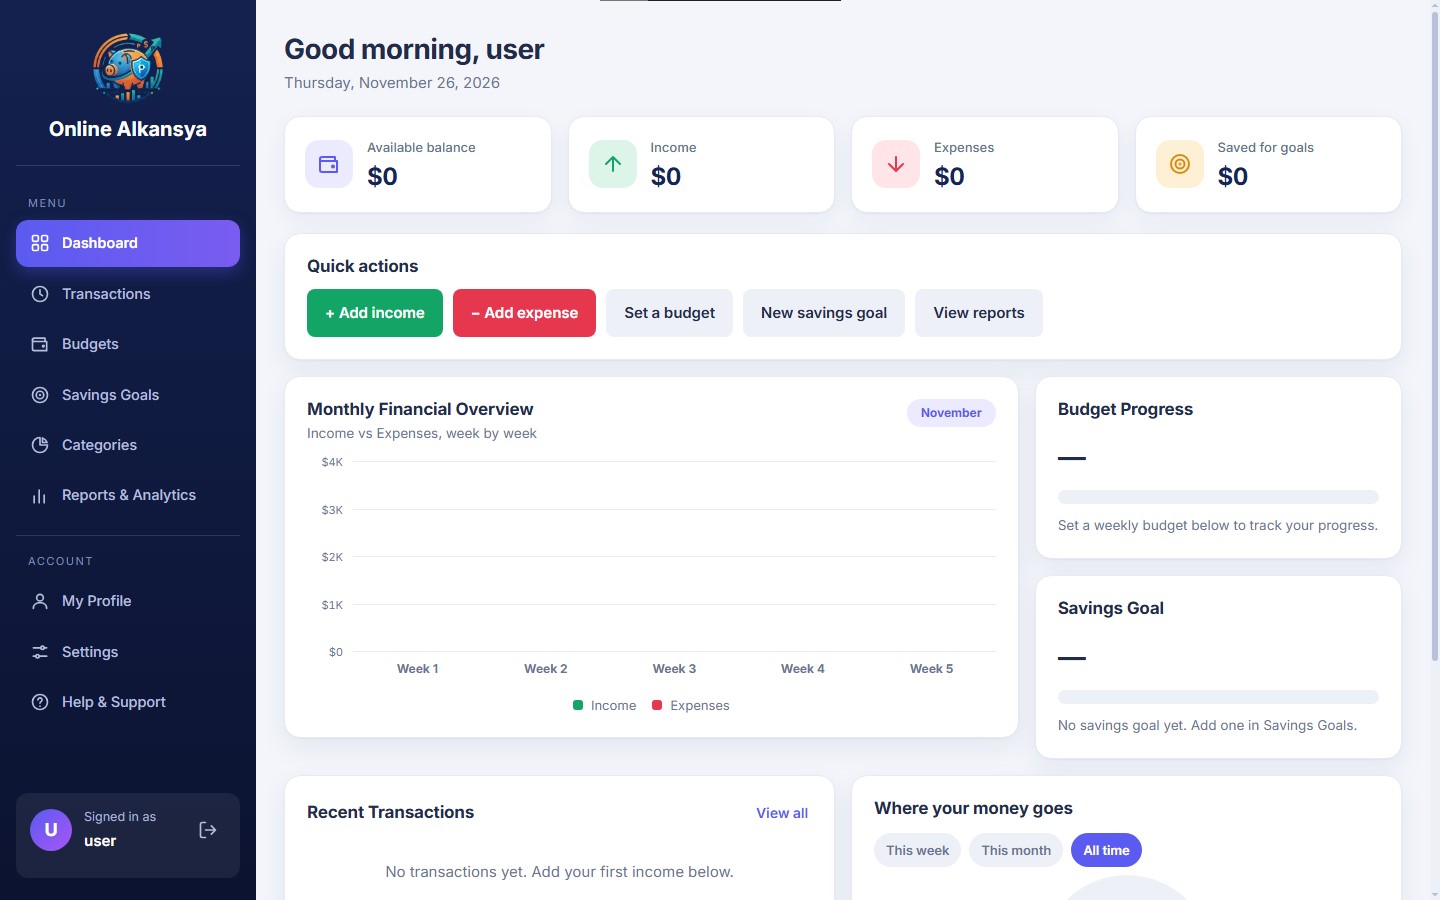 Online Alkansya
MENU
Dashboard
Transactions
Budgets
Savings Goals
Categories
Reports & Analytics
ACCOUNT
My Profile
Settings
Help & Support
U
Signed in as
user
Good morning, user
Thursday, November 26, 2026
Available balance
$0
Income
$0
Expenses
$0
Saved for goals
$0
Quick actions
+ Add income
– Add expense
Set a budget
New savings goal
View reports
Monthly Financial Overview
November
Income vs Expenses, week by week
$4K
$3K
$2K
$1K
$0
Week 1
Week 2
Week 3
Week 4
Week 5
Income
Expenses
Budget Progress
—
Set a weekly budget below to track your progress.
Savings Goal
—
No savings goal yet. Add one in Savings Goals.
Recent Transactions
View all
No transactions yet. Add your first income below.
Where your money goes
This week
This month
All time